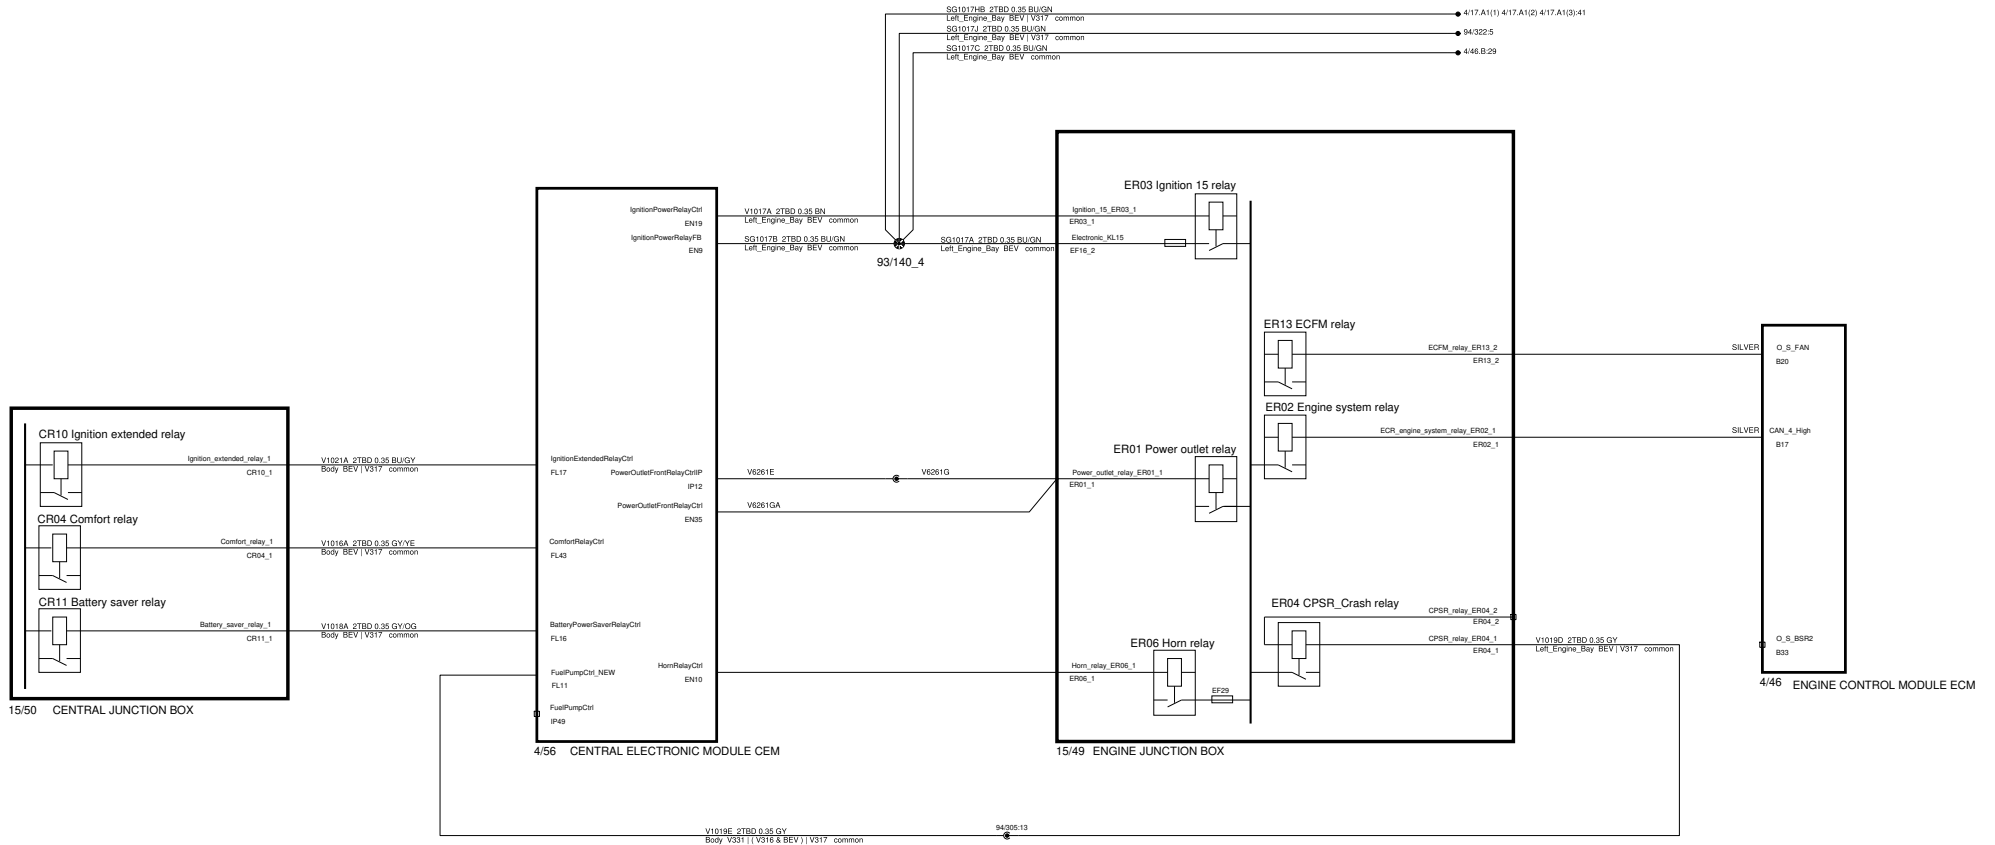 SG1017HB 2TBD 0.35 BU/GN
Left_Engine_Bay BEV | V317 common
4/17.A1(1) 4/17.A1(2) 4/17.A1(3):41
SG1017J 2TBD 0.35 BU/GN
Left_Engine_Bay BEV | V317 common
94/322:5
SG1017C 2TBD 0.35 BU/GN
Left_Engine_Bay BEV common
4/46.B:29
CR10 Ignition extended relay
Ignition_extended_relay_1
CR10_1
CR04 Comfort relay
Comfort_relay_1
CR04_1
CR11 Battery saver relay
Battery_saver_relay_1
CR11_1
15/50 CENTRAL JUNCTION BOX
V1021A 2TBD 0.35 BU/GY
Body BEV | V317 common
V1016A 2TBD 0.35 GY/YE
Body BEV | V317 common
V1018A 2TBD 0.35 GY/OG
Body BEV | V317 common
IgnitionPowerRelayCtrl
EN19
IgnitionPowerRelayFB
EN9
IgnitionExtendedRelayCtrl
FL17
PowerOutletFrontRelayCtrlIP
IP12
PowerOutletFrontRelayCtrl
EN35
ComfortRelayCtrl
FL43
BatteryPowerSaverRelayCtrl
FL16
FuelPumpCtrl_NEW
FL11
HornRelayCtrl
EN10
FuelPumpCtrl
IP49
4/56 CENTRAL ELECTRONIC MODULE CEM
V1017A 2TBD 0.35 BN
Left_Engine_Bay BEV common
SG1017B 2TBD 0.35 BU/GN
Left_Engine_Bay BEV common
93/140_4
SG1017A 2TBD 0.35 BU/GN
Left_Engine_Bay BEV common
V6261E
V6261G
V6261GA
ER03 Ignition 15 relay
Ignition_15_ER03_1
ER03_1
Electronic_KL15
EF16_2
ER13 ECFM relay
ECFM_relay_ER13_2
ER13_2
ER02 Engine system relay
ECR_engine_system_relay_ER02_1
ER02_1
ER01 Power outlet relay
Power_outlet_relay_ER01_1
ER01_1
ER04 CPSR_Crash relay
CPSR_relay_ER04_2
ER04_2
CPSR_relay_ER04_1
ER04_1
ER06 Horn relay
Horn_relay_ER06_1
ER06_1
EF29
15/49 ENGINE JUNCTION BOX
V1019D 2TBD 0.35 GY
Left_Engine_Bay BEV | V317 common
SILVER
O_S_FAN
B20
SILVER
CAN_4_High
B17
O_S_BSR2
B33
4/46 ENGINE CONTROL MODULE ECM
V1019E 2TBD 0.35 GY
Body V331 | ( V316 & BEV ) | V317 common
94/305:13